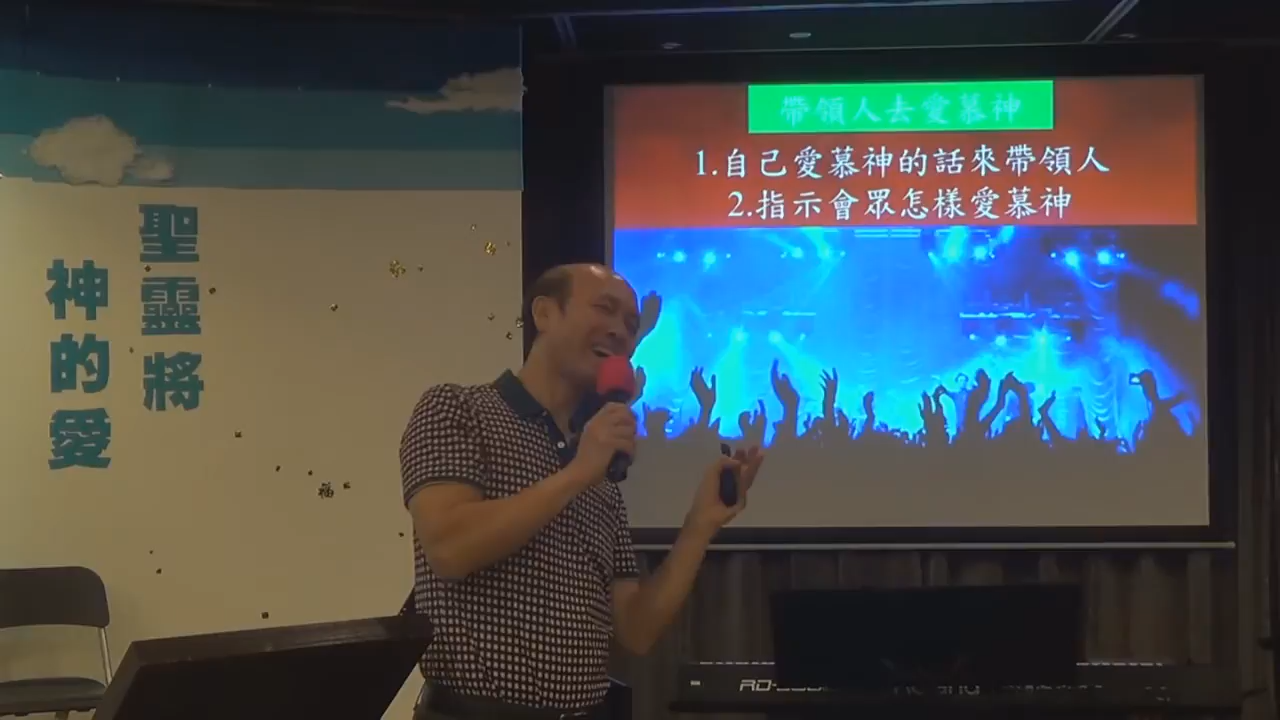 帶領人去愛慕神
1.自己愛慕神的話來帶領人
2.指示會眾怎樣愛慕神
聖靈將
神的愛
福